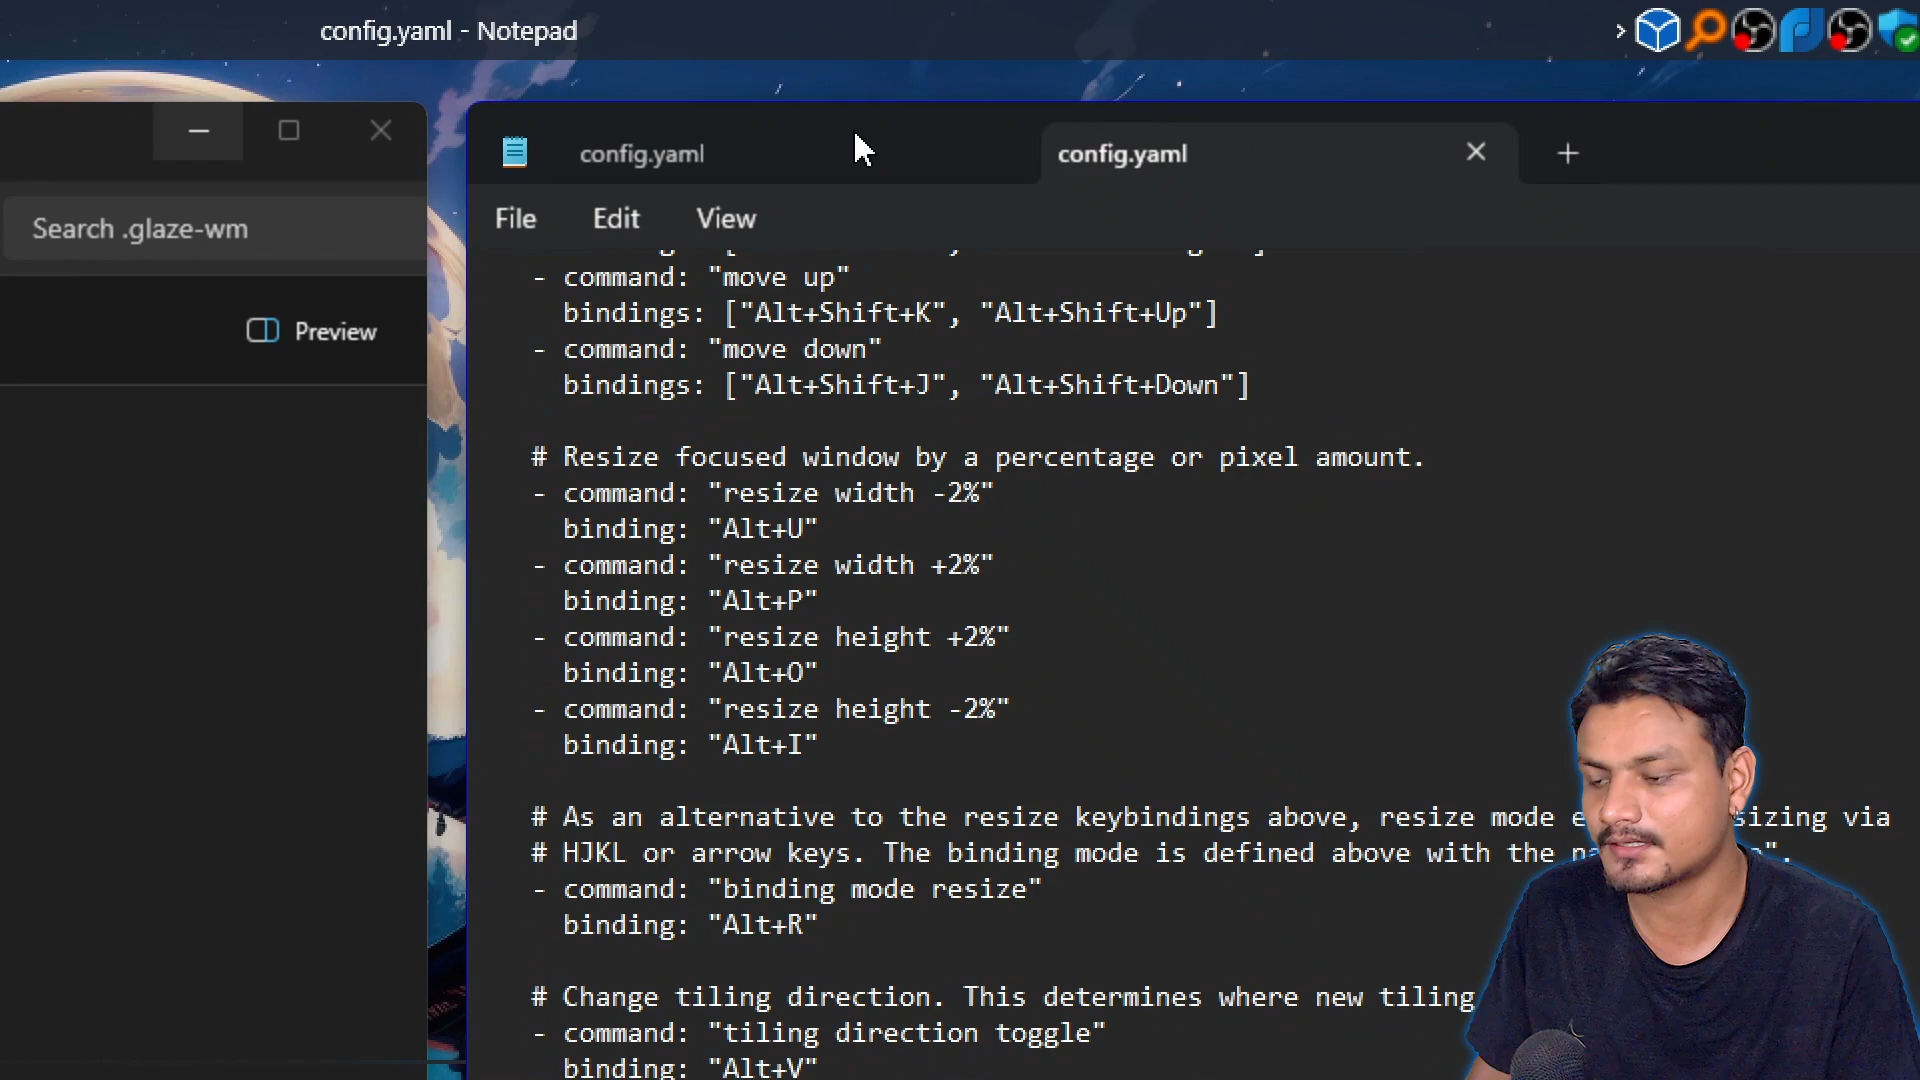 config.yaml - Notepad
config.yaml
config.yaml
Search .glaze-wm
File Edit View
Preview
- command: "move up"
bindings: ["Alt+Shift+K", "Alt+Shift+Up"]
- command: "move down"
bindings: ["Alt+Shift+J", "Alt+Shift+Down"]
# Resize focused window by a percentage or pixel amount.
- command: "resize width -2%"
binding: "Alt+U"
- command: "resize width +2%"
binding: "Alt+P"
- command: "resize height +2%"
binding: "Alt+O"
- command: "resize height -2%"
binding: "Alt+I"
# As an alternative to the resize keybindings above, resize mode via
# HJKL or arrow keys. The binding mode is defined above with the
- command: "binding mode resize"
binding: "Alt+R"
# Change tiling direction. This determines where new tiling
- command: "tiling direction toggle"
binding: "Alt+V"